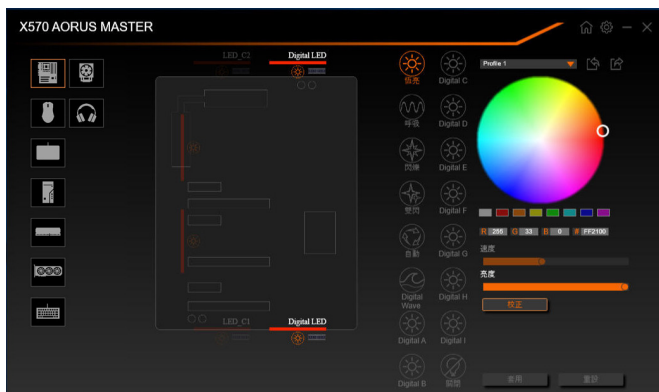 X570 AORUS MASTER
LED_C2
Digital LED
恆亮
Digital C
呼吸
Digital D
閃爍
Digital E
雙閃
Digital F
自動
Digital G
Digital
Wave
Digital H
Digital A
Digital I
Digital B
關閉
Profile 1
R 255 G 33 B 0 # FF2100
速度
亮度
校正
LED_C1
Digital LED
套用
重設